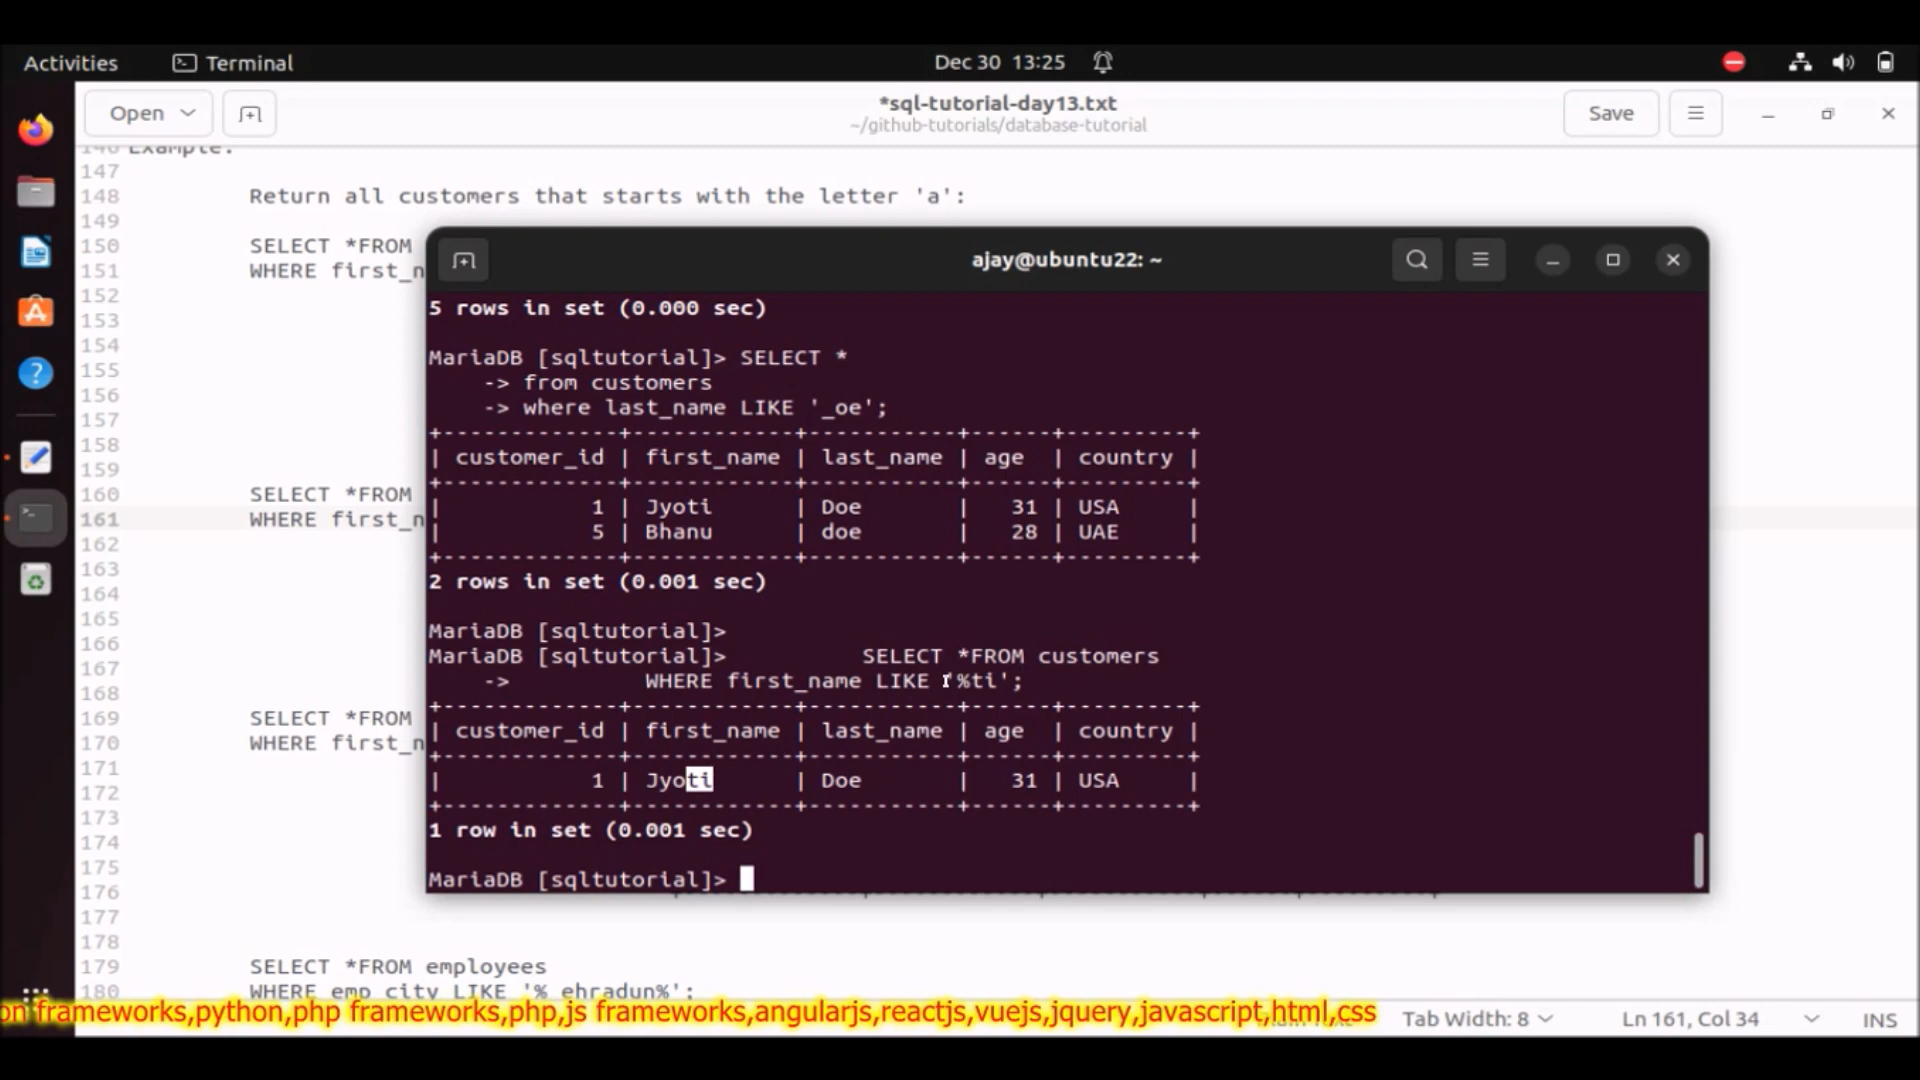 Activities Terminal Dec 30 13:25
Open *sql-tutorial-day13.txt Save
~/github-tutorials/database-tutorial
146 Example:
147
148 Return all customers that starts with the letter 'a':
149
150 SELECT *FROM
151 WHERE first_n
152
153
154
155
156
157
158
159
160 SELECT *FROM
161 WHERE first_n
162
163
164
165
166
167
168
169 SELECT *FROM
170 WHERE first_n
171
172
173
174
175
176
177
178
179 SELECT *FROM employees
180 WHERE emp_city LIKE '%_ehradun%';
ajay@ubuntu22: ~
5 rows in set (0.000 sec)
MariaDB [sqltutorial]> SELECT *
-> from customers
-> where last_name LIKE '_oe';
+-------------+------------+-----------+------+---------+
| customer_id | first_name | last_name | age | country |
+-------------+------------+-----------+------+---------+
| 1 | Jyoti | Doe | 31 | USA |
| 5 | Bhanu | doe | 28 | UAE |
+-------------+------------+-----------+------+---------+
2 rows in set (0.001 sec)
MariaDB [sqltutorial]>
MariaDB [sqltutorial]> SELECT *FROM customers
-> WHERE first_name LIKE '%ti';
+-------------+------------+-----------+------+---------+
| customer_id | first_name | last_name | age | country |
+-------------+------------+-----------+------+---------+
| 1 | Jyoti | Doe | 31 | USA |
+-------------+------------+-----------+------+---------+
1 row in set (0.001 sec)
MariaDB [sqltutorial]>
on frameworks,python,php frameworks,php,js frameworks,angularjs,reactjs,vuejs,jquery,javascript,html,css
Tab Width: 8 Ln 161, Col 34 INS